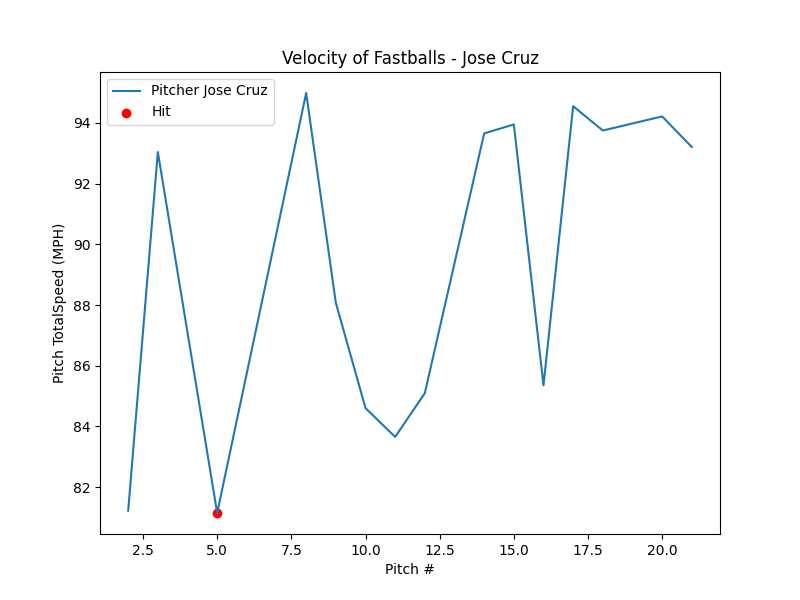 Velocity of Fastballs - Jose Cruz
Pitcher Jose Cruz
Hit
Pitch TotalSpeed (MPH)
94
92
90
88
86
84
82
2.5 5.0 7.5 10.0 12.5 15.0 17.5 20.0
Pitch #